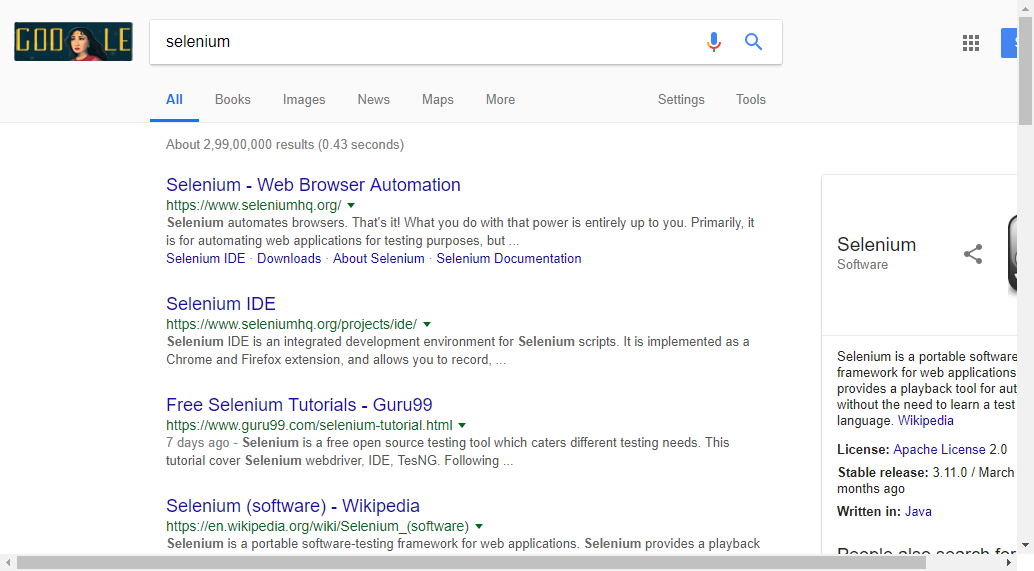 GOO LE
selenium
All Books Images News Maps More Settings Tools
About 2,99,00,000 results (0.43 seconds)
Selenium - Web Browser Automation
https://www.seleniumhq.org/
Selenium automates browsers. That's it! What you do with that power is entirely up to you. Primarily, it
is for automating web applications for testing purposes, but ...
Selenium IDE · Downloads · About Selenium · Selenium Documentation
Selenium IDE
https://www.seleniumhq.org/projects/ide/
Selenium IDE is an integrated development environment for Selenium scripts. It is implemented as a
Chrome and Firefox extension, and allows you to record, ...
Free Selenium Tutorials - Guru99
https://www.guru99.com/selenium-tutorial.html
7 days ago - Selenium is a free open source testing tool which caters different testing needs. This
tutorial cover Selenium webdriver, IDE, TesNG. Following ...
Selenium (software) - Wikipedia
https://en.wikipedia.org/wiki/Selenium_(software)
Selenium is a portable software-testing framework for web applications. Selenium provides a playback
Selenium
Software
Selenium is a portable software
framework for web applications
provides a playback tool for aut
without the need to learn a test
language. Wikipedia
License: Apache License 2.0
Stable release: 3.11.0 / March
months ago
Written in: Java
People also search for